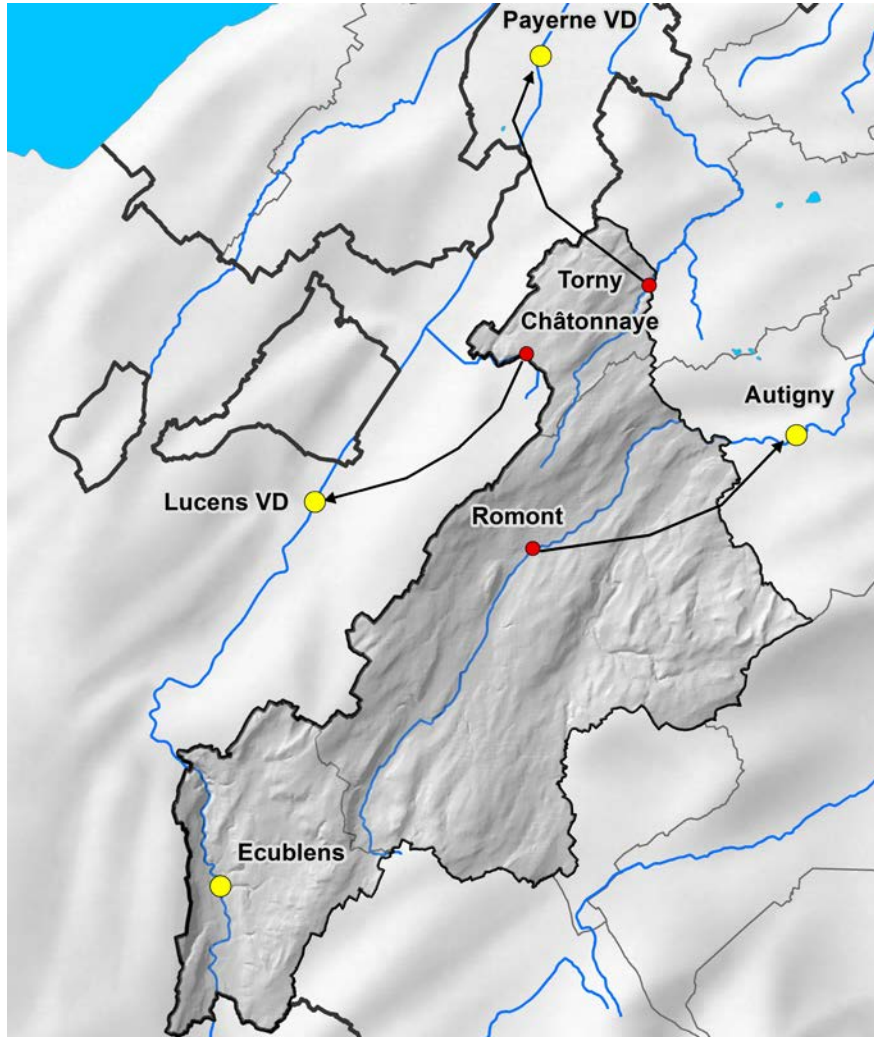 Payerne VD
Torny
Châtonnaye
Autigny
Lucens VD
Romont
Ecublens